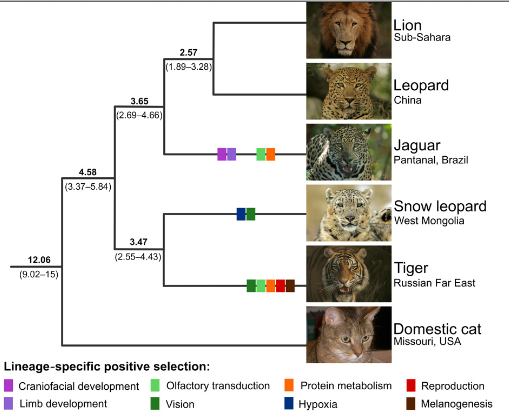 Lion
Sub-Sahara
2.57
(1.89–3.28)
Leopard
China
3.65
(2.69–4.66)
Jaguar
Pantanal, Brazil
4.58
(3.37–5.84)
Snow leopard
West Mongolia
3.47
(2.55–4.43)
Tiger
Russian Far East
12.06
(9.02–15)
Domestic cat
Missouri, USA
Lineage-specific positive selection:
Craniofacial development
Olfactory transduction
Protein metabolism
Reproduction
Limb development
Vision
Hypoxia
Melanogenesis